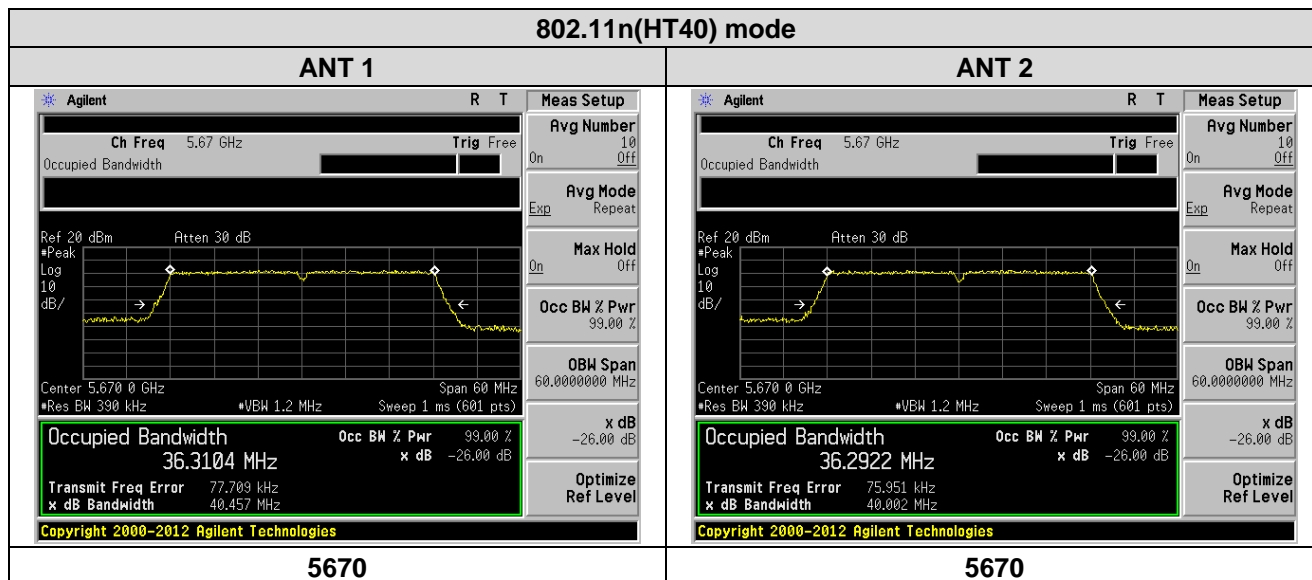 802.11n(HT40) mode
ANT 1
ANT 2
Agilent R T
Ch Freq 5.67 GHz Trig Free
Occupied Bandwidth
Ref 20 dBm Atten 30 dB
#Peak
Log
10
dB/
Center 5.670 0 GHz Span 60 MHz
#Res BW 390 kHz #VBW 1.2 MHz Sweep 1 ms (601 pts)
Occupied Bandwidth Occ BW % Pwr 99.00 %
36.3104 MHz x dB -26.00 dB
Transmit Freq Error 77.709 kHz
x dB Bandwidth 40.457 MHz
Copyright 2000-2012 Agilent Technologies
Meas Setup
Avg Number
10
On Off
Avg Mode
Exp Repeat
Max Hold
On Off
Occ BW % Pwr
99.00 %
OBW Span
60.0000000 MHz
x dB
-26.00 dB
Optimize
Ref Level
Agilent R T
Ch Freq 5.67 GHz Trig Free
Occupied Bandwidth
Ref 20 dBm Atten 30 dB
#Peak
Log
10
dB/
Center 5.670 0 GHz Span 60 MHz
#Res BW 390 kHz #VBW 1.2 MHz Sweep 1 ms (601 pts)
Occupied Bandwidth Occ BW % Pwr 99.00 %
36.2922 MHz x dB -26.00 dB
Transmit Freq Error 75.951 kHz
x dB Bandwidth 40.002 MHz
Copyright 2000-2012 Agilent Technologies
Meas Setup
Avg Number
10
On Off
Avg Mode
Exp Repeat
Max Hold
On Off
Occ BW % Pwr
99.00 %
OBW Span
60.0000000 MHz
x dB
-26.00 dB
Optimize
Ref Level
5670
5670